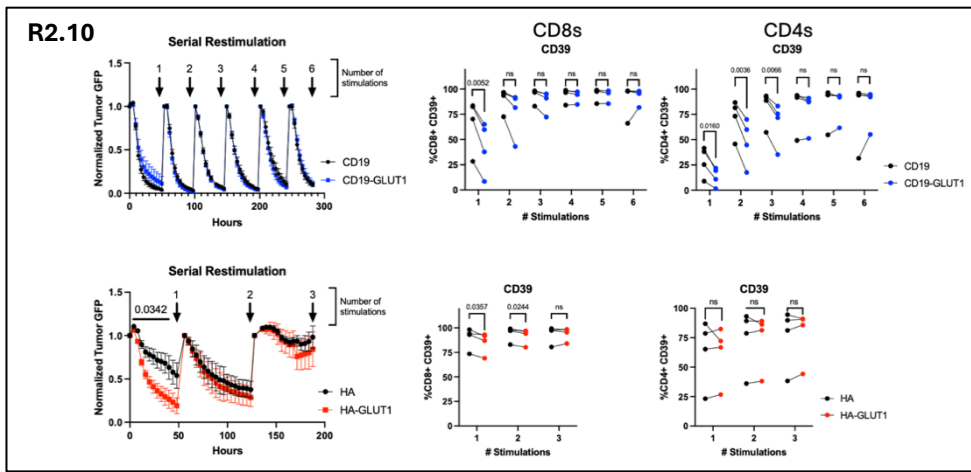 R2.10
Serial Restimulation
1 2 3 4 5 6
Number of
stimulations
Normalized Tumor GFP
1.5
1.0
0.5
0.0
0 100 200 300
Hours
CD19
CD19-GLUT1
CD8s
CD39
%CD8+ CD39+
100
75
50
25
0
0.0052 ns ns ns ns ns
1 2 3 4 5 6
# Stimulations
CD4s
CD39
%CD4+ CD39+
100
75
50
25
0
0.0160 0.0036 0.0066 ns ns ns
1 2 3 4 5 6
# Stimulations
CD19
CD19-GLUT1
Serial Restimulation
1 2 3
Number of
stimulations
0.0342
Normalized Tumor GFP
1.5
1.0
0.5
0.0
0 50 100 150 200
Hours
HA
HA-GLUT1
CD39
%CD8+ CD39+
100
75
50
25
0
0.0357 0.0244 ns
1 2 3
# Stimulations
CD39
%CD4+ CD39+
100
75
50
25
0
ns ns ns
1 2 3
# Stimulations
HA
HA-GLUT1